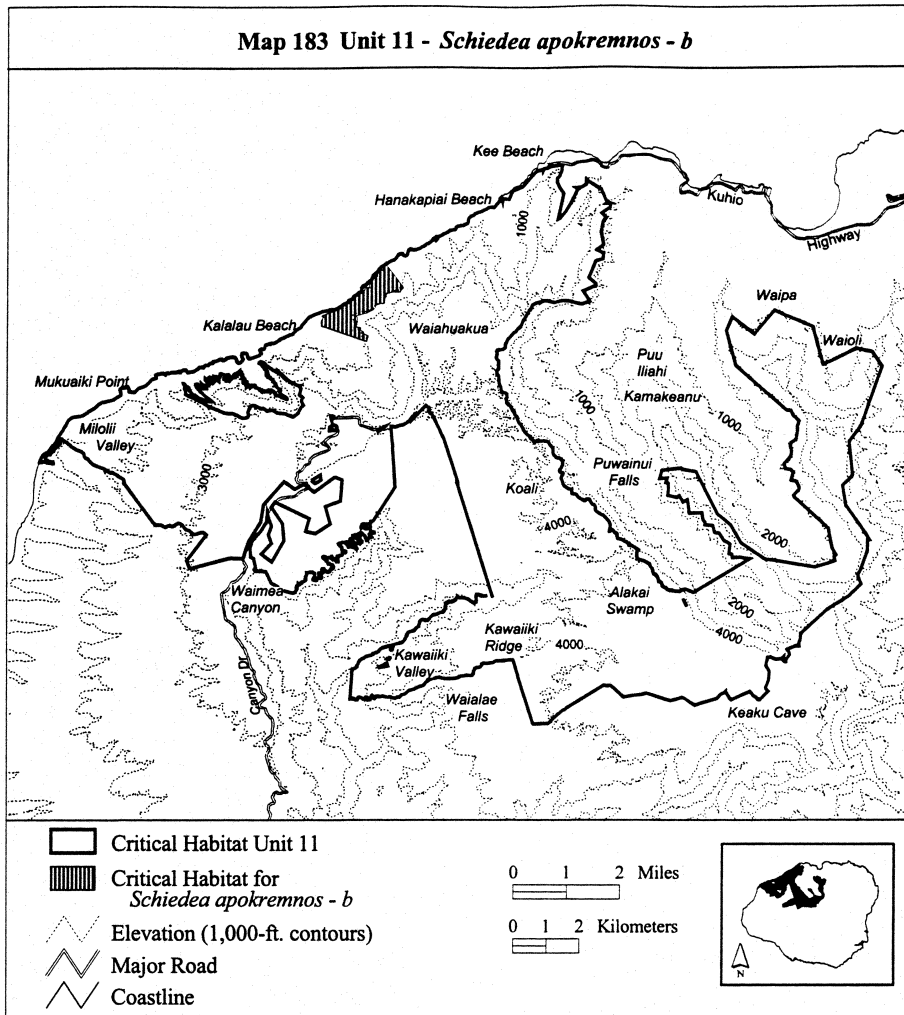 Map 183 Unit 11 - Schiedea apokremnos - b
Kee Beach
Hanakapiai Beach
1000
Kuhio
Highway
Kalalau Beach
Waiahuakua
Waipa
Waioli
Mukuaiki Point
Puu
Iliahi
Kamakeanu
1000
1000
Milolii
Valley
3000
Puwainui
Falls
Koali
4000
2000
Waimea
Canyon
Alakai
Swamp
2000
4000
Kawaiiki
Ridge
4000
Kawaiiki
Valley
Canyon Dr
Waialae
Falls
Keaku Cave
Critical Habitat Unit 11
Critical Habitat for
Schiedea apokremnos - b
Elevation (1,000-ft. contours)
Major Road
Coastline
0 1 2 Miles
0 1 2 Kilometers
N